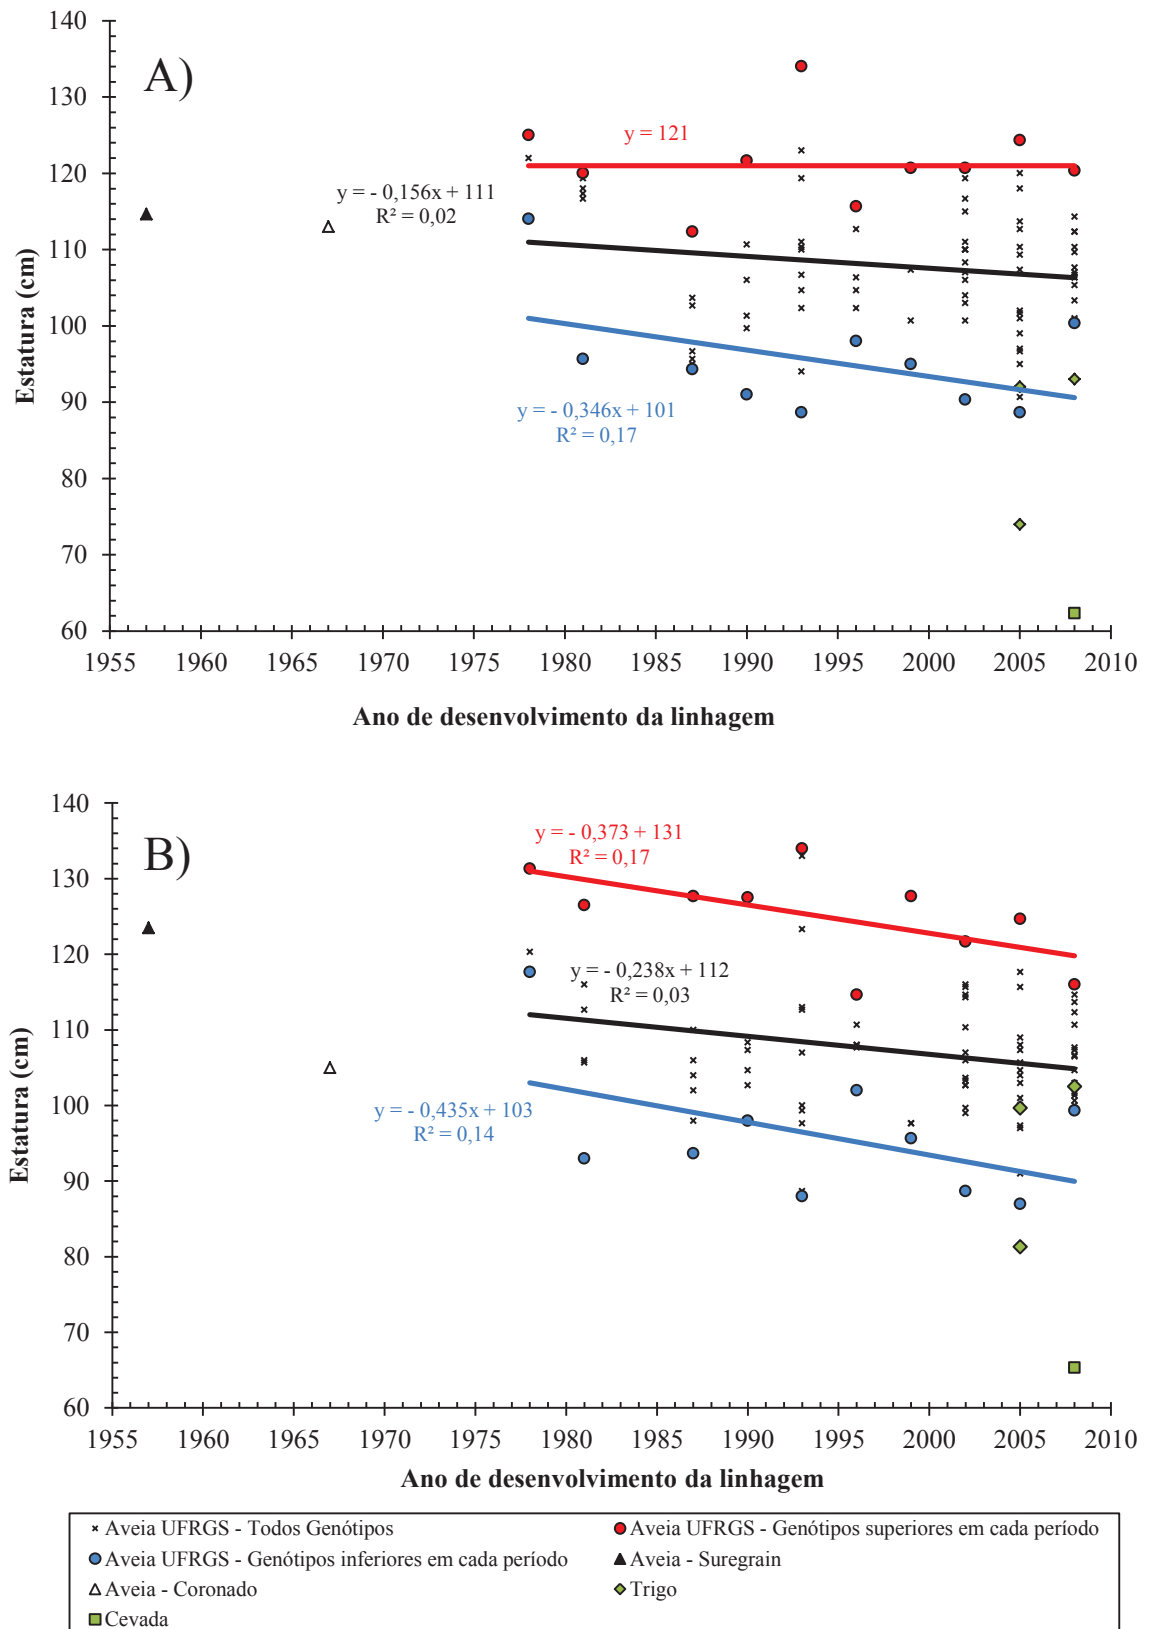 140
130
120
110
100
90
80
70
60
Estatura (cm)
A)
y = 121
y = - 0,156x + 111
R² = 0,02
y = - 0,346x + 101
R² = 0,17
1955 1960 1965 1970 1975 1980 1985 1990 1995 2000 2005 2010
Ano de desenvolvimento da linhagem
140
130
120
110
100
90
80
70
60
Estatura (cm)
B)
y = - 0,373 + 131
R² = 0,17
y = - 0,238x + 112
R² = 0,03
y = - 0,435x + 103
R² = 0,14
1955 1960 1965 1970 1975 1980 1985 1990 1995 2000 2005 2010
Ano de desenvolvimento da linhagem
Aveia UFRGS - Todos Genótipos
Aveia UFRGS - Genótipos superiores em cada período
Aveia UFRGS - Genótipos inferiores em cada período
Aveia - Suregrain
Aveia - Coronado
Trigo
Cevada